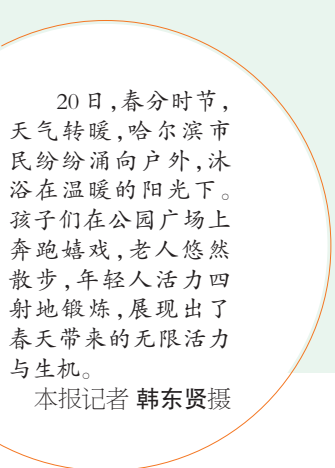 20日，春分时节，
天气转暖，哈尔滨市
民纷纷涌向户外，沐
浴在温暖的阳光下。
孩子们在公园广场上
奔跑嬉戏，老人悠然
散步，年轻人活力四
射地锻炼，展现出了
春天带来的无限活力
与生机。
本报记者 韩东贤摄